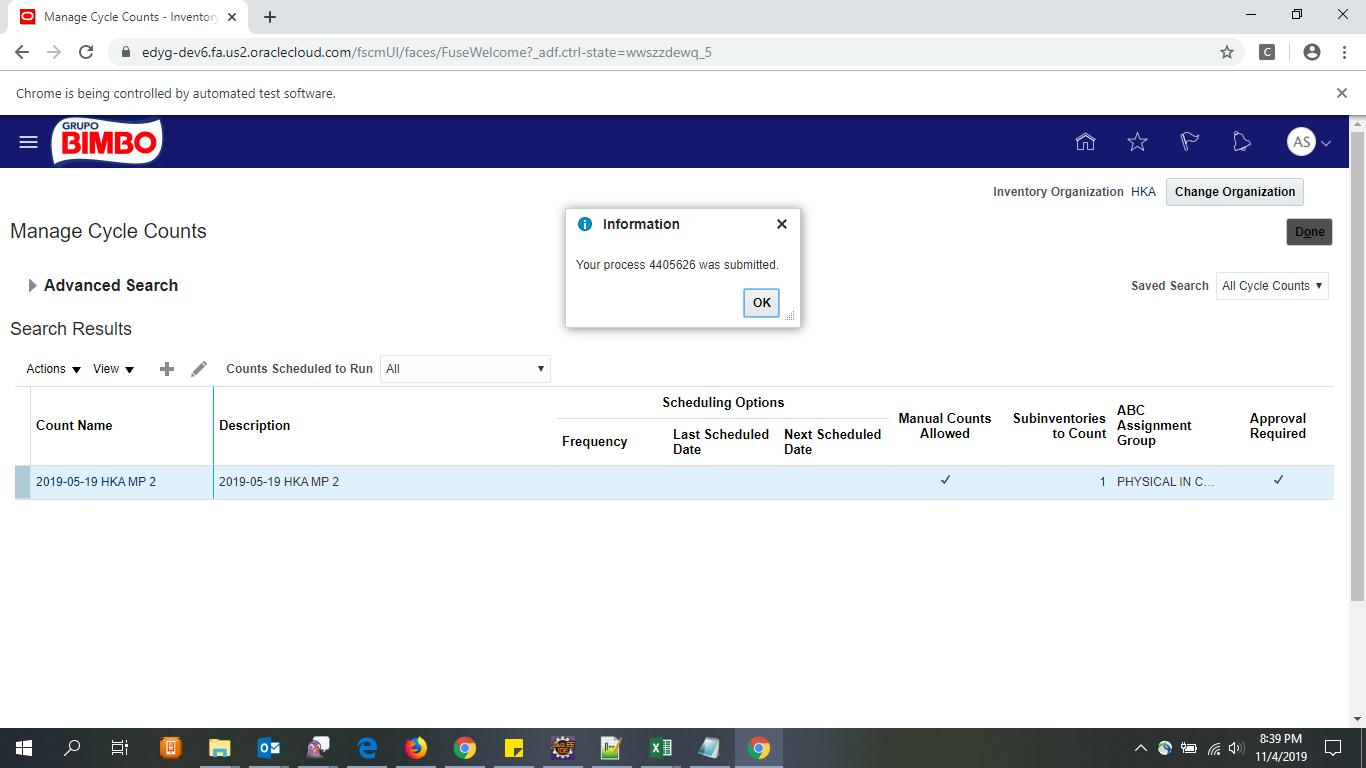 Manage Cycle Counts - Inventory
edyg-dev6.fa.us2.oraclecloud.com/fscmUI/faces/FuseWelcome?_adf.ctrl-state=wwszzdewq_5
C
Chrome is being controlled by automated test software.
GRUPO
BIMBO
AS
Inventory Organization HKA Change Organization
Manage Cycle Counts
Done
Information
Your process 4405626 was submitted.
OK
Advanced Search
Saved Search All Cycle Counts
Search Results
Actions View Counts Scheduled to Run All
Count Name
Description
Scheduling Options
Frequency
Last Scheduled
Date
Next Scheduled
Date
Manual Counts
Allowed
Subinventories
to Count
ABC
Assignment
Group
Approval
Required
2019-05-19 HKA MP 2 2019-05-19 HKA MP 2 ✓ 1 PHYSICAL IN C... ✓
8:39 PM
11/4/2019